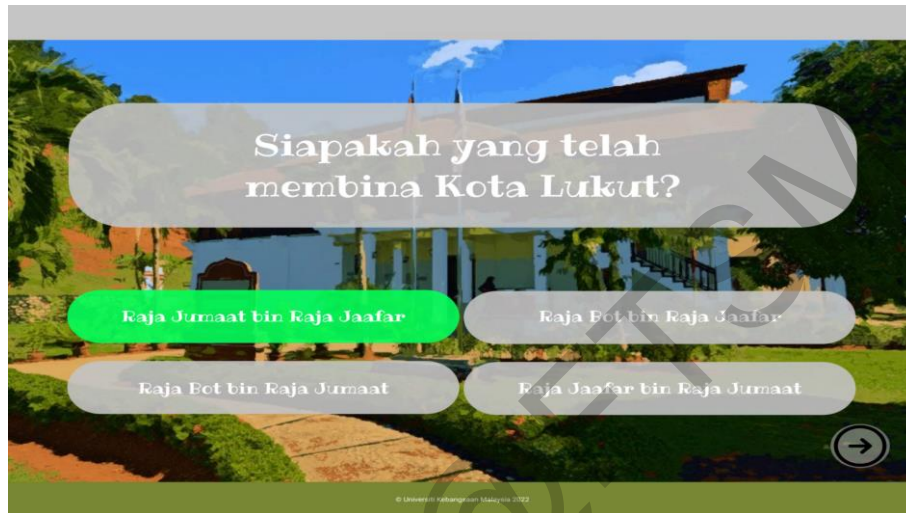 Siapakah yang telah
membina Kota Lukut?
Raja Jumaat bin Raja Jaafar
Raja Bot bin Raja Jaafar
Raja Bot bin Raja Jumaat
Raja Jaafar bin Raja Jumaat
© Universiti Kebangsaan Malaysia 2022